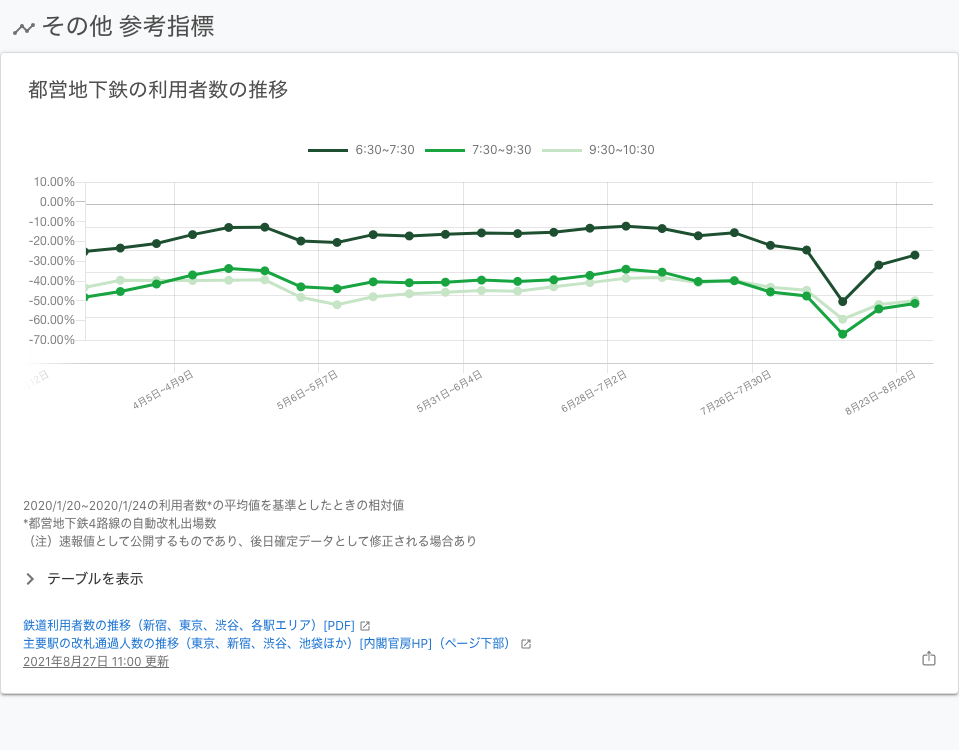 その他 参考指標
都営地下鉄の利用者数の推移
6:30~7:30 7:30~9:30 9:30~10:30
10.00%
0.00%
-10.00%
-20.00%
-30.00%
-40.00%
-50.00%
-60.00%
-70.00%
12日 4月5日~4月9日 5月6日~5月7日 5月31日~6月4日 6月28日~7月2日 7月26日~7月30日 8月23日~8月26日
2020/1/20~2020/1/24の利用者数*の平均値を基準としたときの相対値
*都営地下鉄4路線の自動改札出場数
（注）速報値として公開するものであり、後日確定データとして修正される場合あり
テーブルを表示
鉄道利用者数の推移（新宿、東京、渋谷、各駅エリア）[PDF]
主要駅の改札通過人数の推移（東京、新宿、渋谷、池袋ほか）[内閣官房HP]（ページ下部）
2021年8月27日 11:00 更新